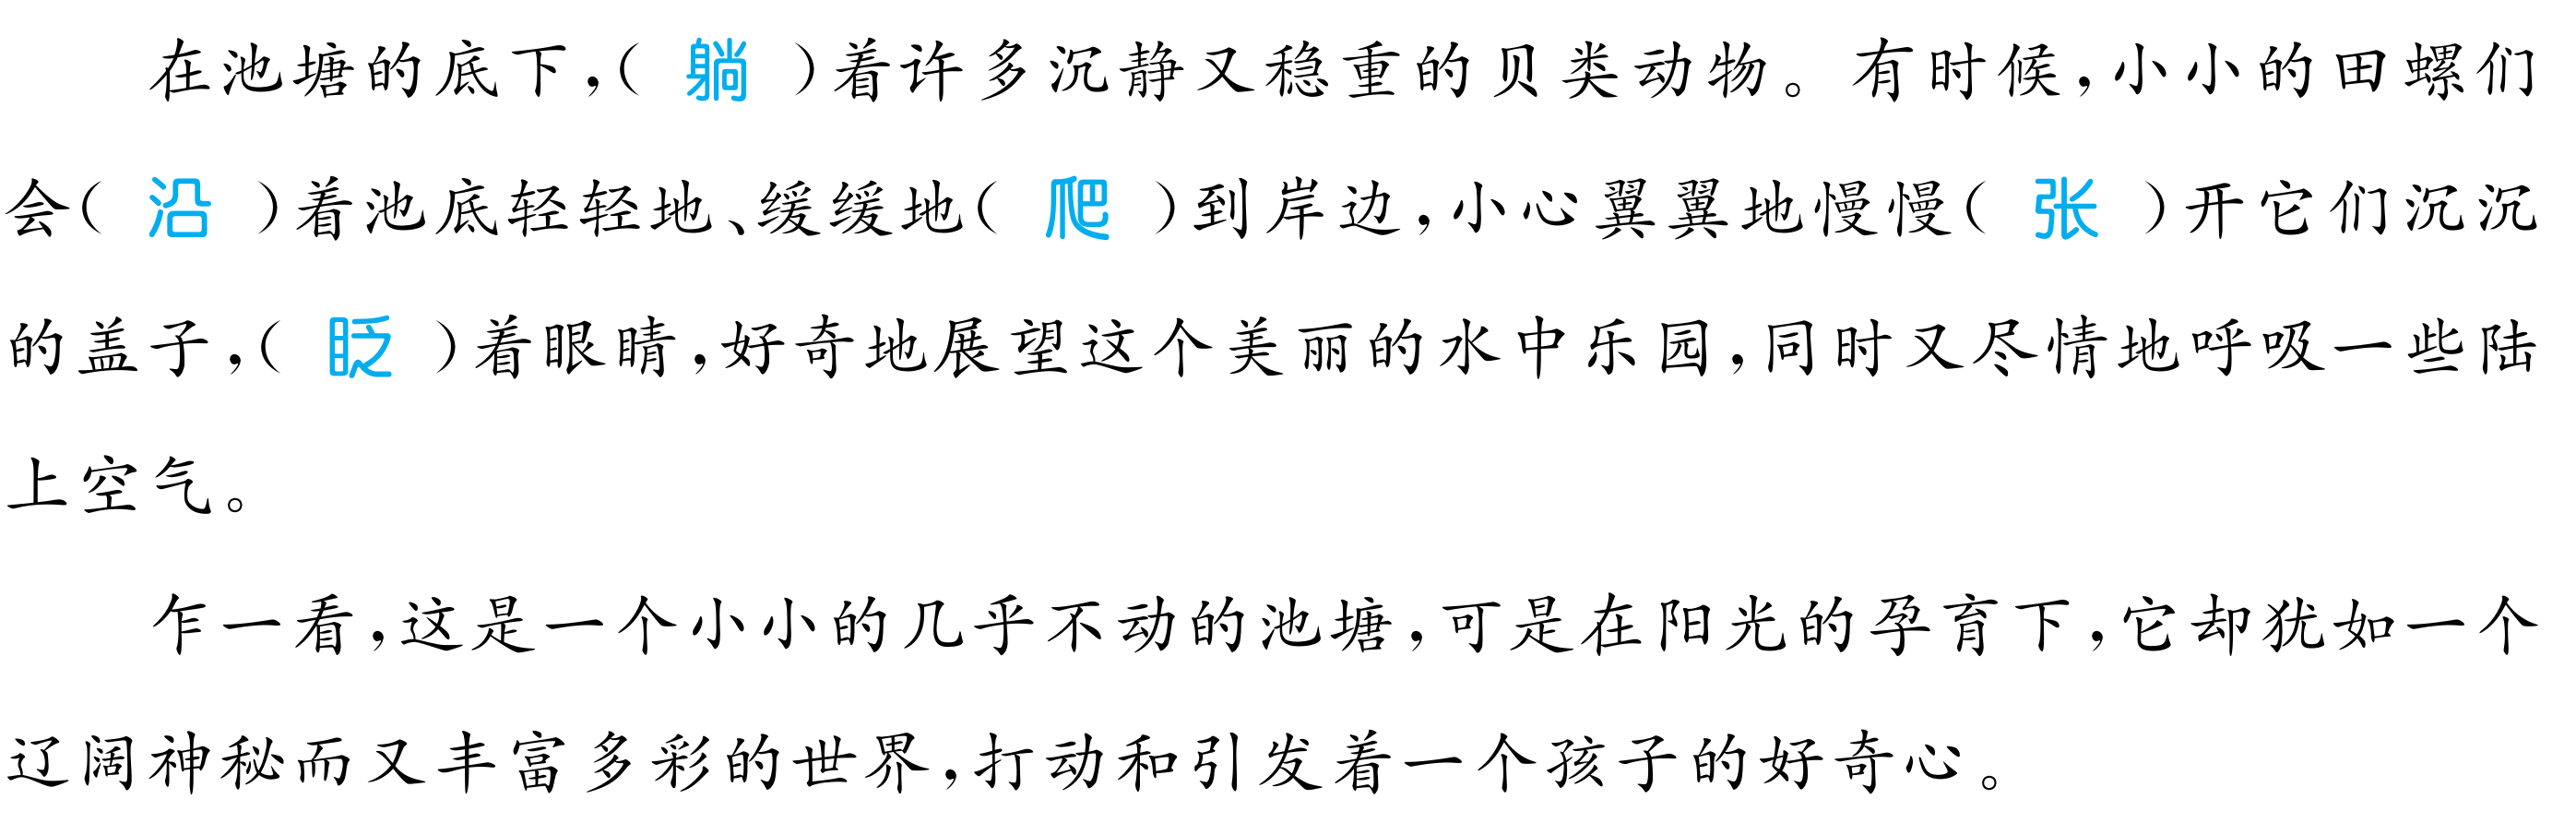 在池塘的底下,( 躺 )着许多沉静又稳重的贝类动物。有时候,小小的田螺们
会( 沿 )着池底轻轻地、缓缓地( 爬 )到岸边,小心翼翼地慢慢( 张 )开它们沉沉
的盖子,( 眨 )着眼睛,好奇地展望这个美丽的水中乐园,同时又尽情地呼吸一些陆
上空气。
乍一看,这是一个小小的几乎不动的池塘,可是在阳光的孕育下,它却犹如一个
辽阔神秘而又丰富多彩的世界,打动和引发着一个孩子的好奇心。